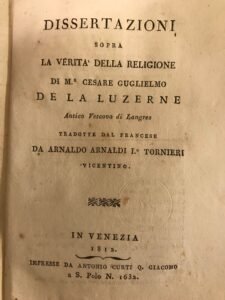 DISSERTAZIONI
SOPRA
LA VERITA' DELLA RELIGIONE
DI M.R CESARE GUGLIELMO
DE LA LUZERNE
Antico Vescovo di Langres
TRADOTTE DAL FRANCESE
DA ARNALDO ARNALDI I.O TORNIERI
VICENTINO.
IN VENEZIA
1812.
IMPRESSE DA ANTONIO CURTI Q. GIACOMO
a S. Polo N. 1632.